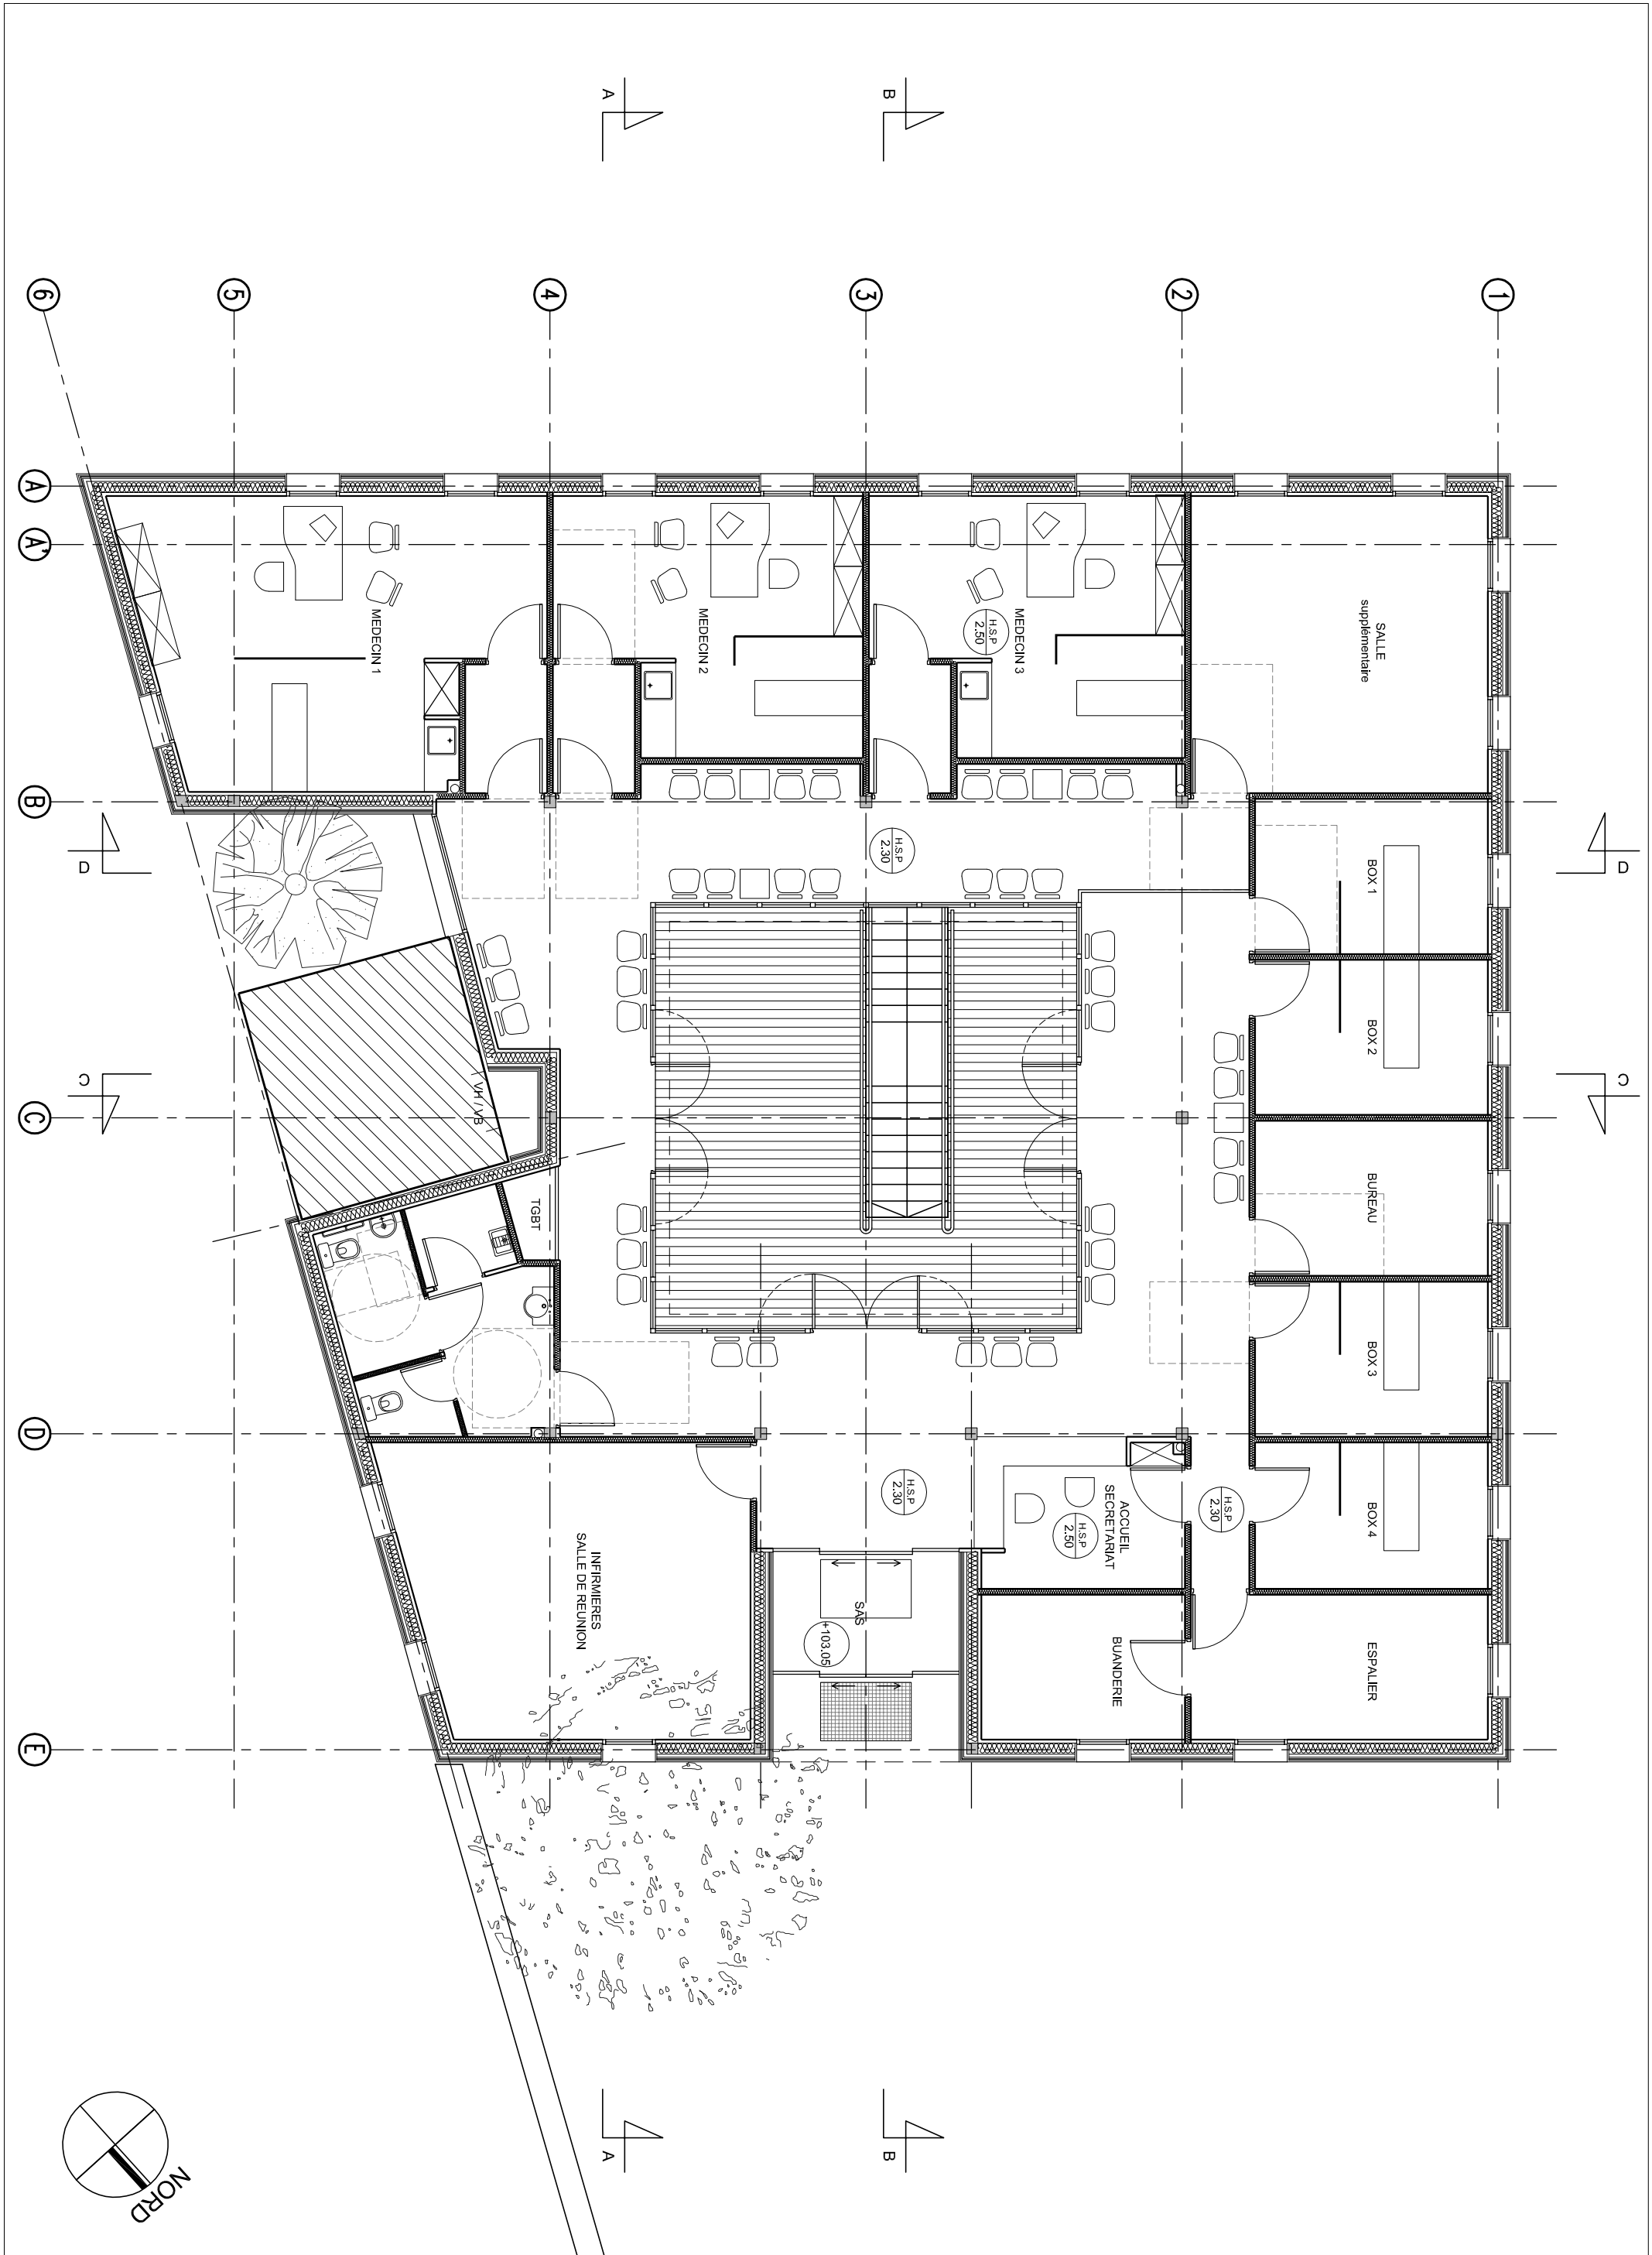 A
B
6
5
4
3
2
1
A
A'
B
C
D
E
MEDECIN 1
MEDECIN 2
MEDECIN 3
H.S.P
2.50
SALLE
supplémentaire
D
D
H.S.P
2.30
BOX 1
BOX 2
C
C
VH / VB
TGBT
BUREAU
BOX 3
BOX 4
H.S.P
2.30
ACCUEIL
SECRETARIAT
H.S.P
2.50
H.S.P
2.30
INFIRMIERES
SALLE DE REUNION
SAS
+103.05
BUANDERIE
ESPALIER
A
B
NORD